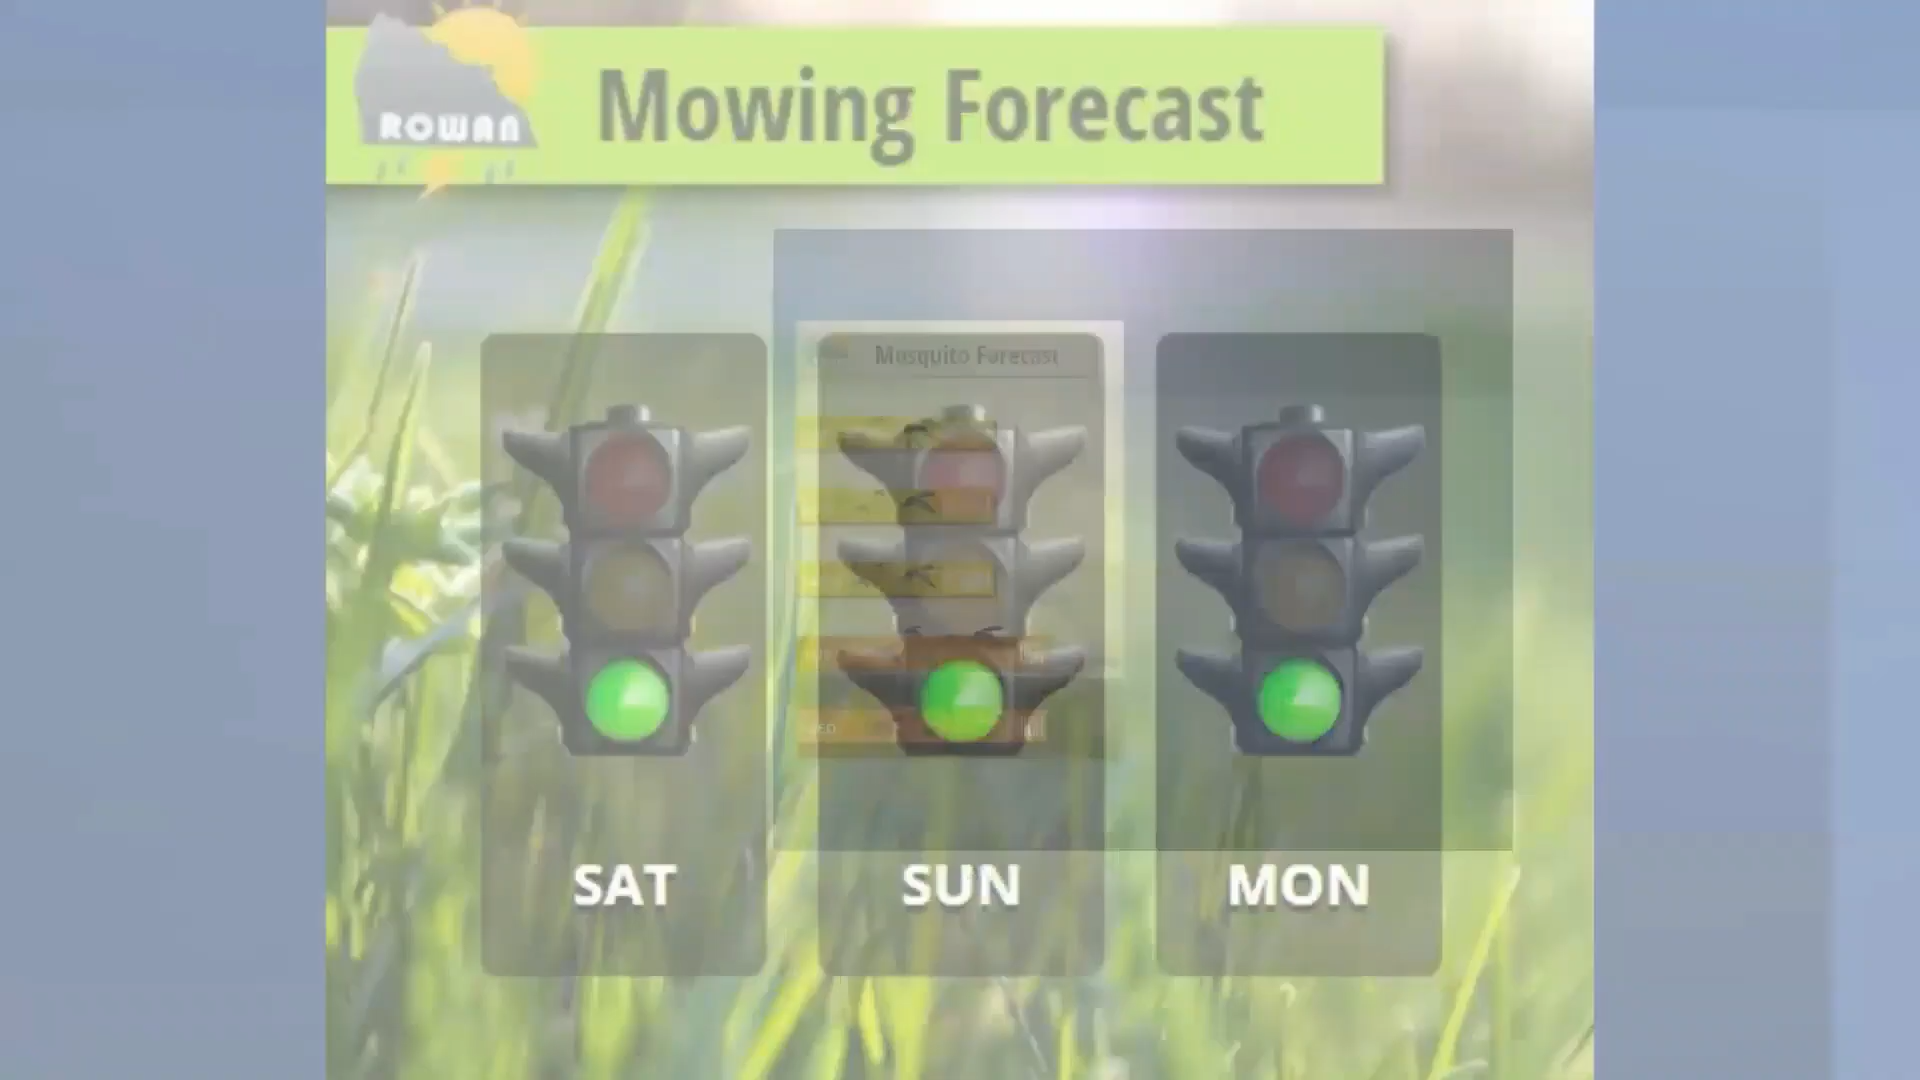 ROWAN
Mowing Forecast
Mosquito Forecast
SAT
SUN
MON